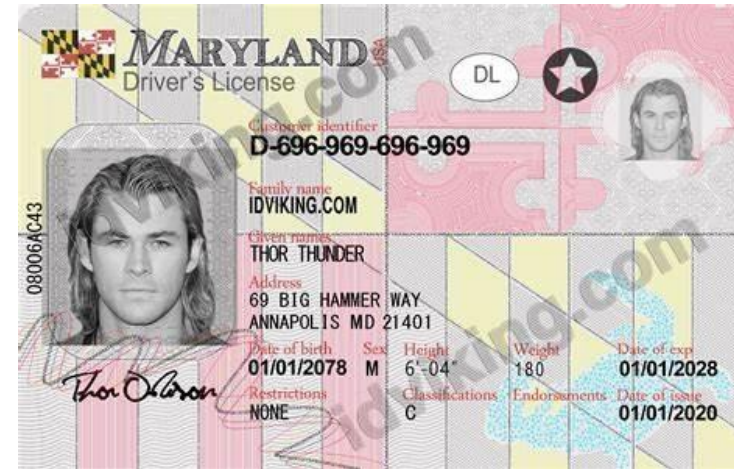 MARYLAND USA
Driver's License
DL
Customer identifier
D-696-969-696-969
Family name
IDVIKING.COM
Given names
THOR THUNDER
Address
69 BIG HAMMER WAY
ANNAPOLIS MD 21401
Date of birth Sex Height Weight Date of exp
01/01/2078 M 6'-04" 180 01/01/2028
Restrictions Classifications Endorsements Date of issue
NONE C 01/01/2020
08006AC43
Thor Odinson
idviking.com
idviking.com